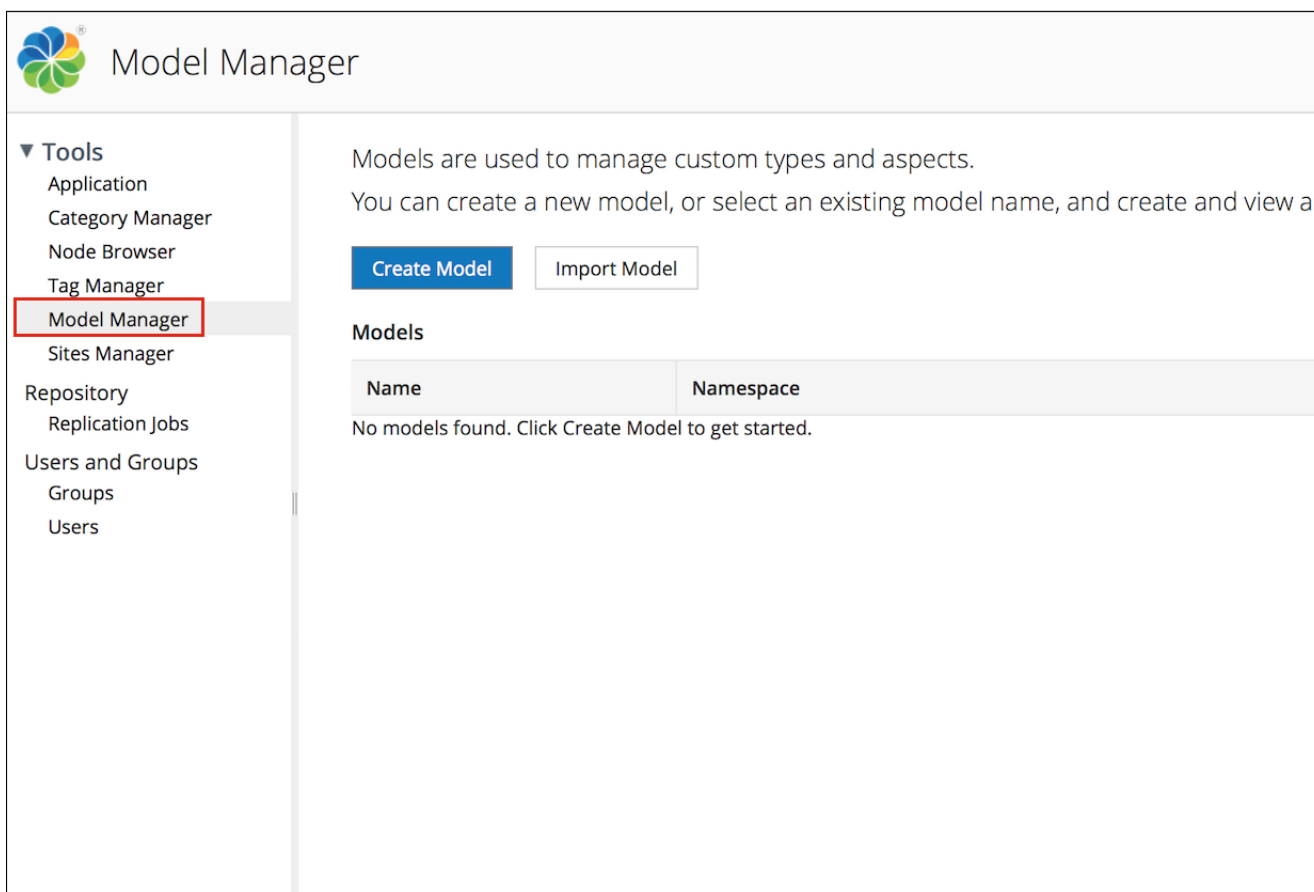 ®
Model Manager
▼ Tools
Application
Category Manager
Node Browser
Tag Manager
Model Manager
Sites Manager
Repository
Replication Jobs
Users and Groups
Groups
Users
Models are used to manage custom types and aspects.
You can create a new model, or select an existing model name, and create and view a
Create Model
Import Model
Models
Name
Namespace
No models found. Click Create Model to get started.